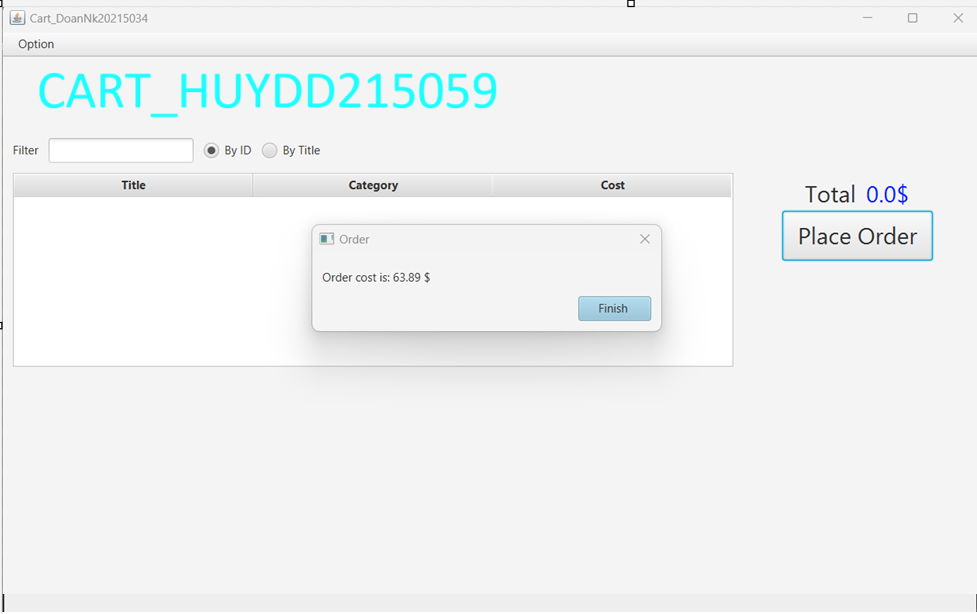 Cart_DoanNk20215034
Option
CART_HUYDD215059
Filter By ID By Title
Title Category Cost
Total 0.0$
Place Order
Order
Order cost is: 63.89 $
Finish